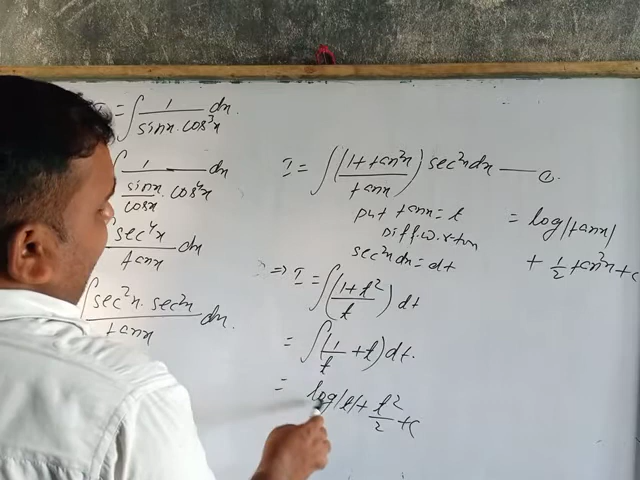 I = ∫ 1/(sinx · cos³x) dx.
∫ 1/((sinx/cosx) · cos⁴x) dx
∫ sec⁴x/tanx dx
∫ (sec²x · sec²x)/tanx dx.
I = ∫ ((1+tan²x)/tanx) sec²x dx —
put tanx = t
Diff.w.r.to x
sec²x dx = dt
⇒ I = ∫ ((1+t²)/t) dt
= ∫ (1/t + t) dt.
= log|t| + t²/2 + C
= log|tanx|
+ 1/2 tan²x + C